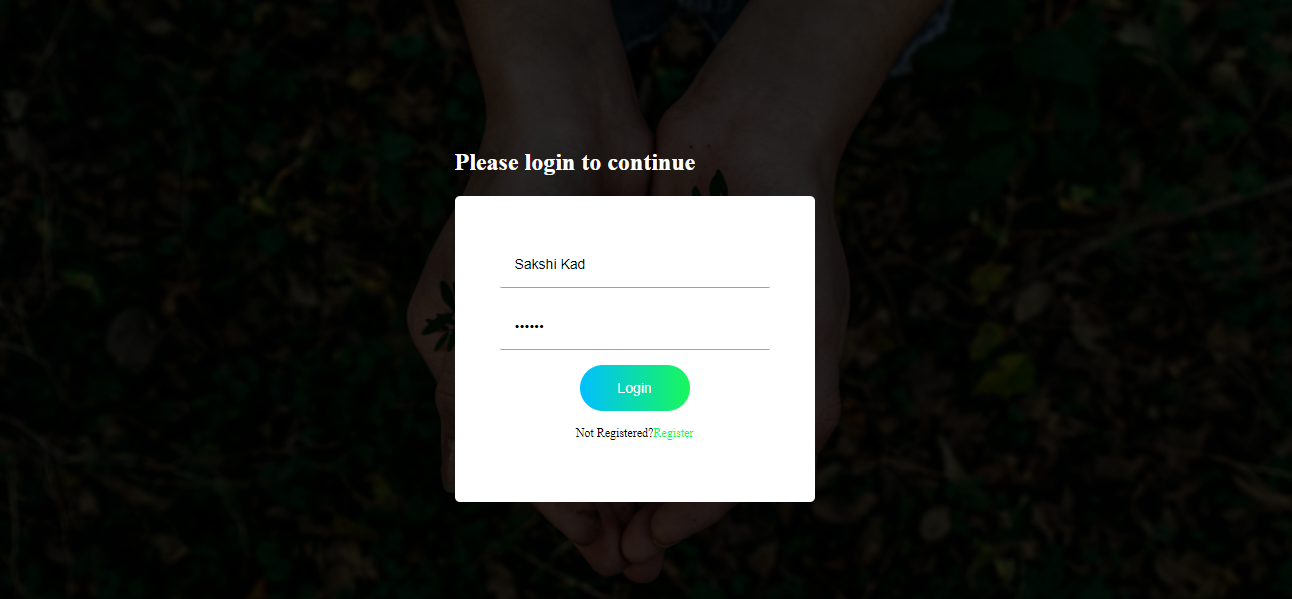 Please login to continue
Sakshi Kad
••••••
Login
Not Registered?Register